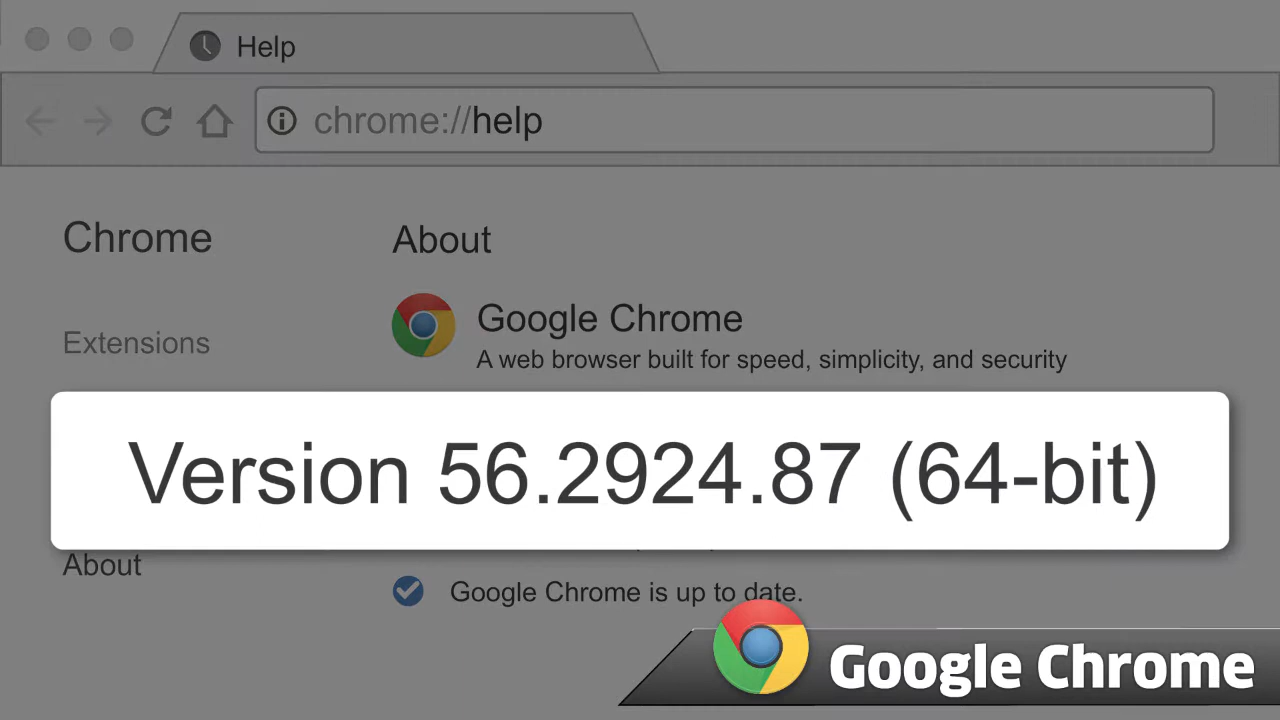 Help
chrome://help
Chrome
About
Extensions
Google Chrome
A web browser built for speed, simplicity, and security
Version 56.2924.87 (64-bit)
About
Google Chrome is up to date.
Google Chrome